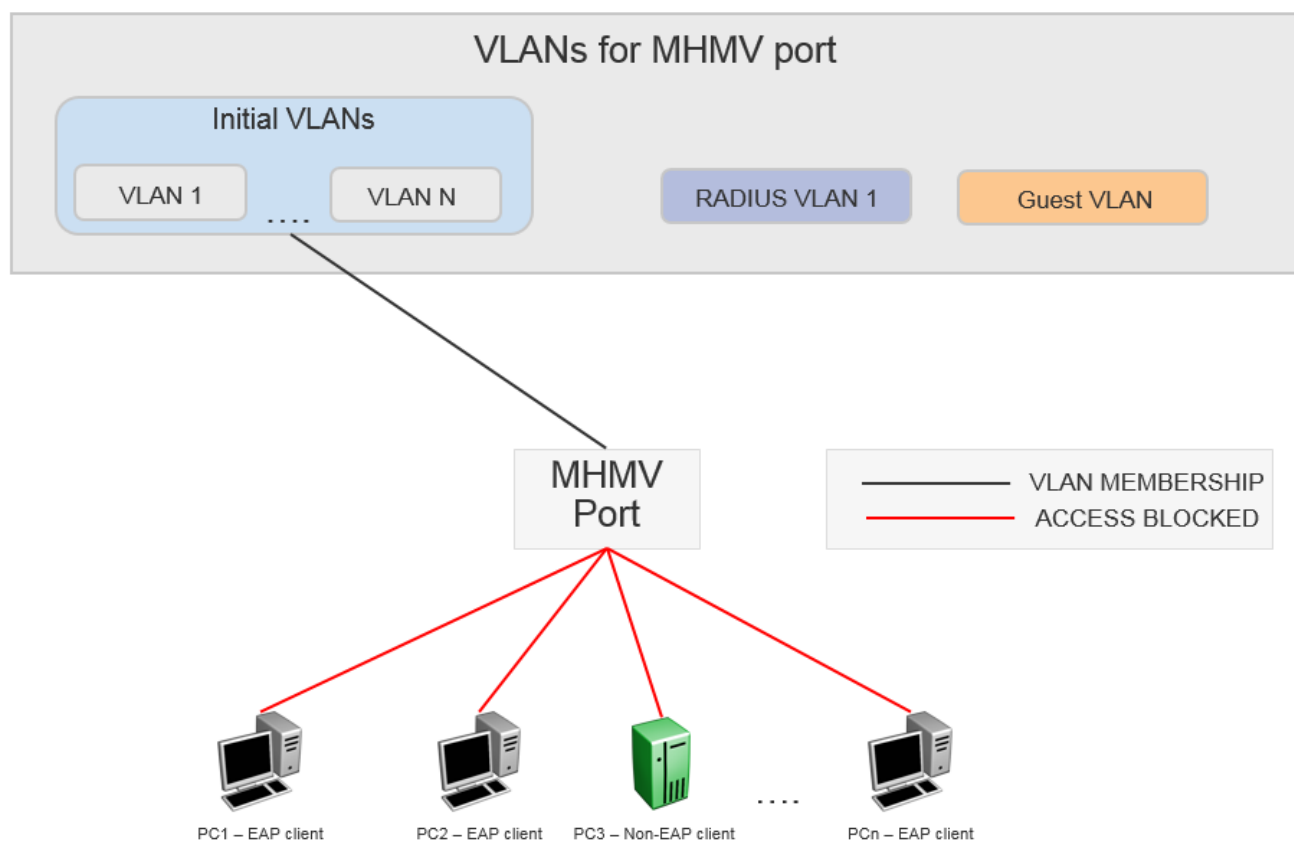 VLANs for MHMV port
Initial VLANs
VLAN 1
....
VLAN N
RADIUS VLAN 1
Guest VLAN
MHMV
Port
VLAN MEMBERSHIP
ACCESS BLOCKED
....
PC1 – EAP client
PC2 – EAP client
PC3 – Non-EAP client
PCn – EAP client